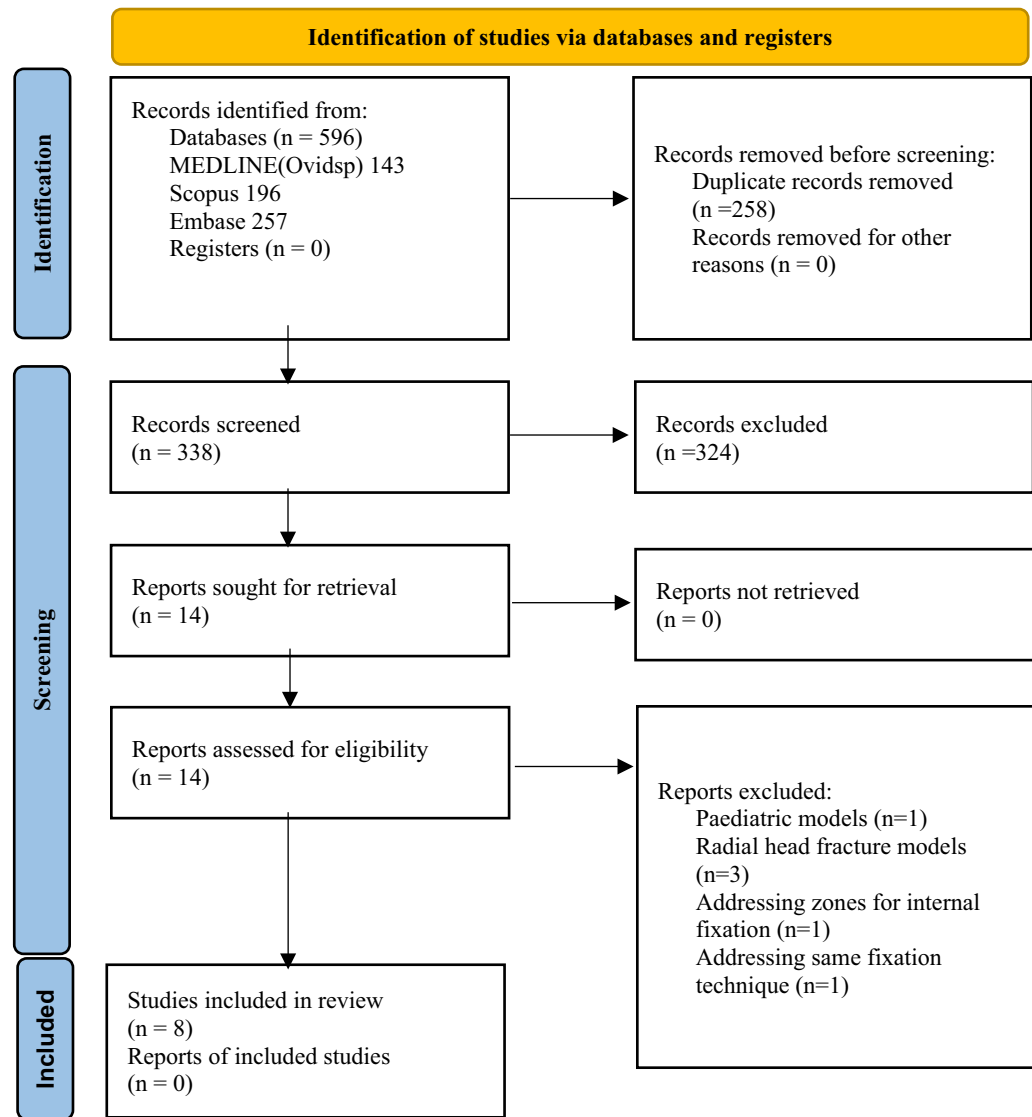 Identification of studies via databases and registers
Identification
Records identified from:
Databases (n = 596)
MEDLINE(Ovidsp) 143
Scopus 196
Embase 257
Registers (n = 0)
Records removed before screening:
Duplicate records removed
(n =258)
Records removed for other
reasons (n = 0)
Screening
Records screened
(n = 338)
Records excluded
(n =324)
Reports sought for retrieval
(n = 14)
Reports not retrieved
(n = 0)
Reports assessed for eligibility
(n = 14)
Reports excluded:
Paediatric models (n=1)
Radial head fracture models
(n=3)
Addressing zones for internal
fixation (n=1)
Addressing same fixation
technique (n=1)
Included
Studies included in review
(n = 8)
Reports of included studies
(n = 0)